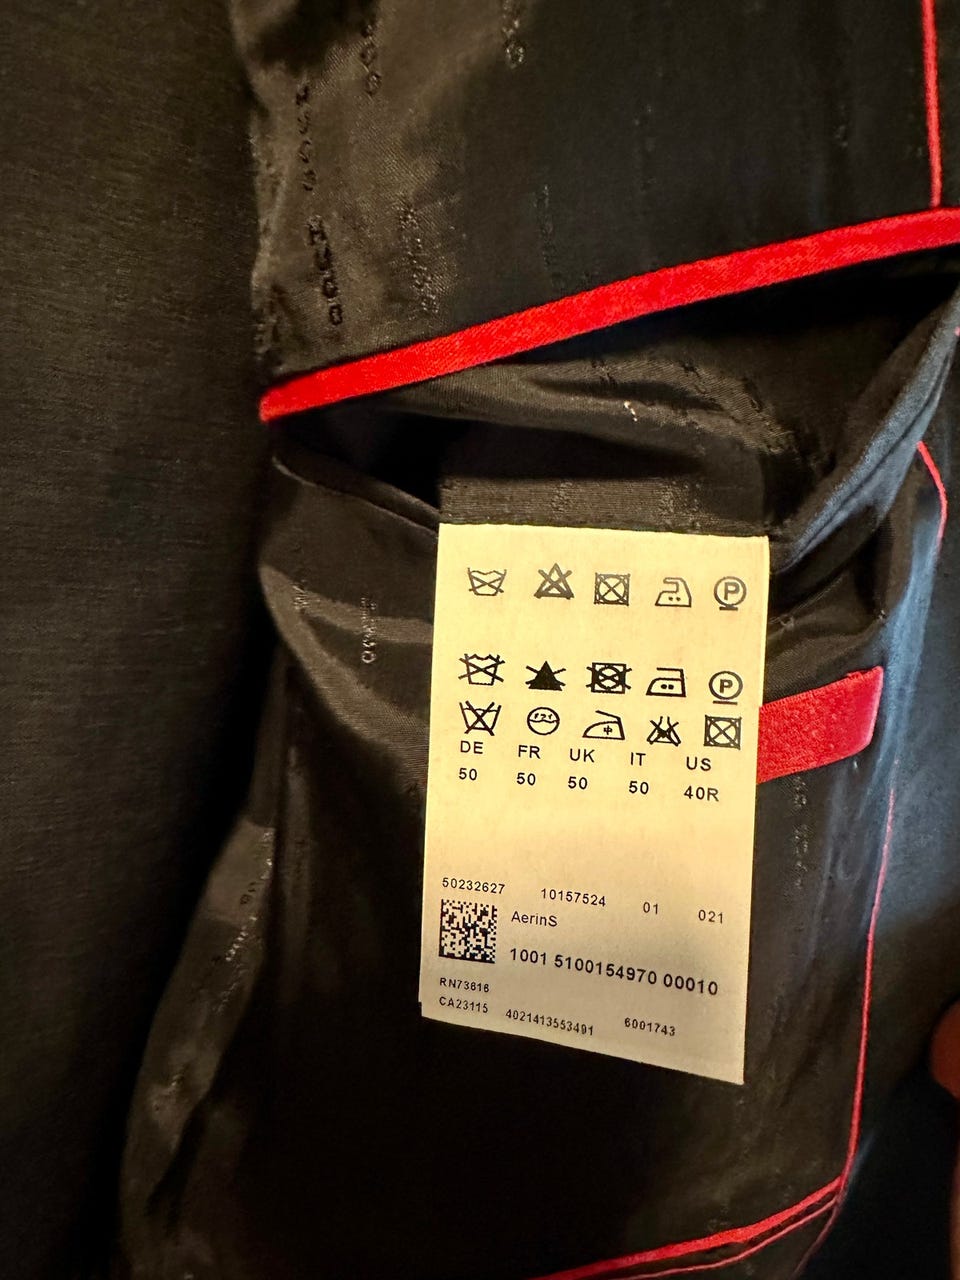 P
P
DE FR UK IT US
50 50 50 50 40R
50232627 10157524 01 021
AerinS
1001 5100154970 00010
RN73616
CA23115 4021413553491 6001743